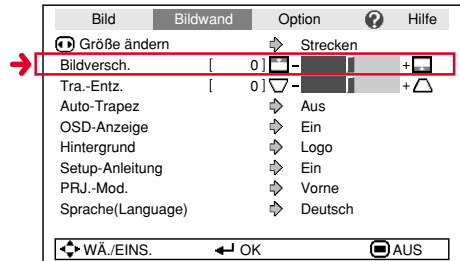 Bild Bildwand Option ? Hilfe
Größe ändern Strecken
Bildversch. [ 0 ] - +
Tra.-Entz. [ 0 ] - +
Auto-Trapez Aus
OSD-Anzeige Ein
Hintergrund Logo
Setup-Anleitung Ein
PRJ.-Mod. Vorne
Sprache(Language) Deutsch
WÄ./EINS. OK AUS